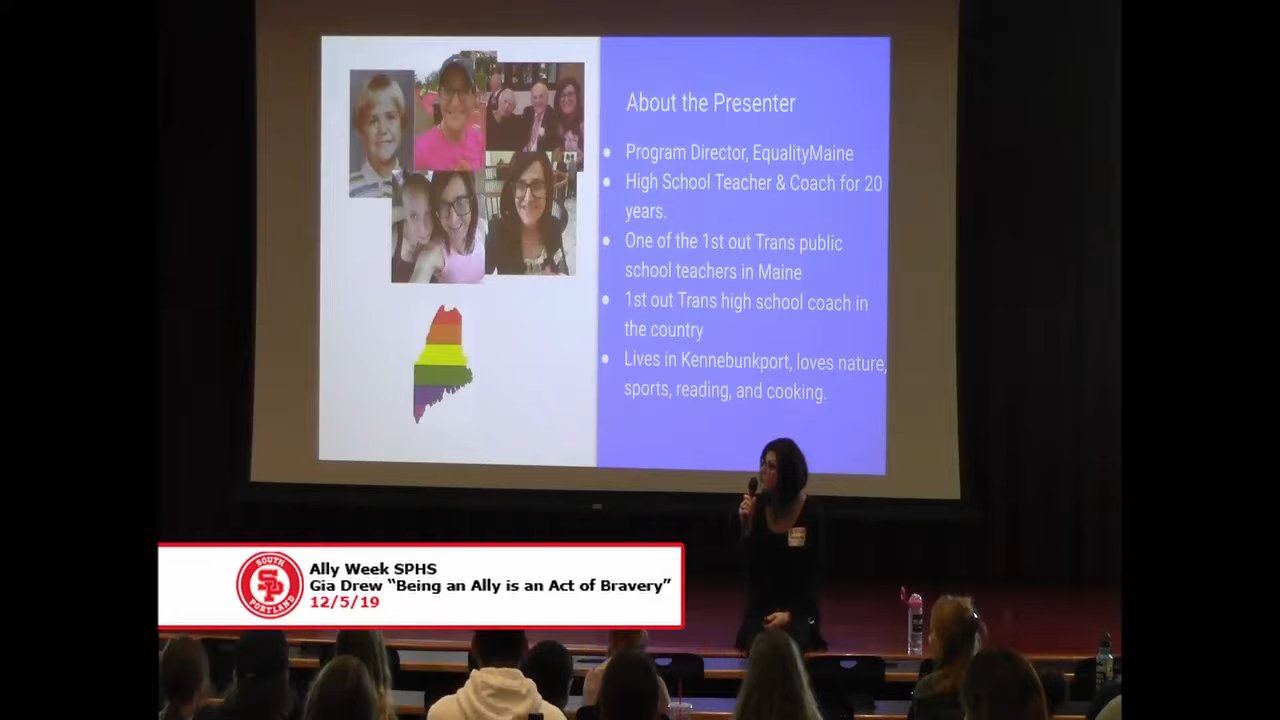 About the Presenter
● Program Director, EqualityMaine
● High School Teacher & Coach for 20
years.
● One of the 1st out Trans public
school teachers in Maine
● 1st out Trans high school coach in
the country
● Lives in Kennebunkport, loves nature,
sports, reading, and cooking.
SOUTH
SP
PORTLAND
Ally Week SPHS
Gia Drew “Being an Ally is an Act of Bravery”
12/5/19